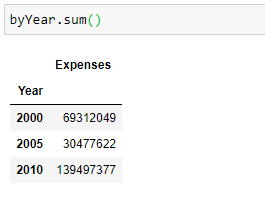 byYear.sum()
Expenses
Year
2000 69312049
2005 30477622
2010 139497377